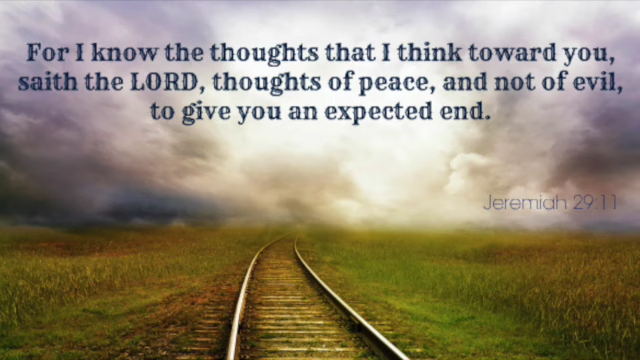 For I know the thoughts that I think toward you,
saith the LORD, thoughts of peace, and not of evil,
to give you an expected end.
Jeremiah 29:11